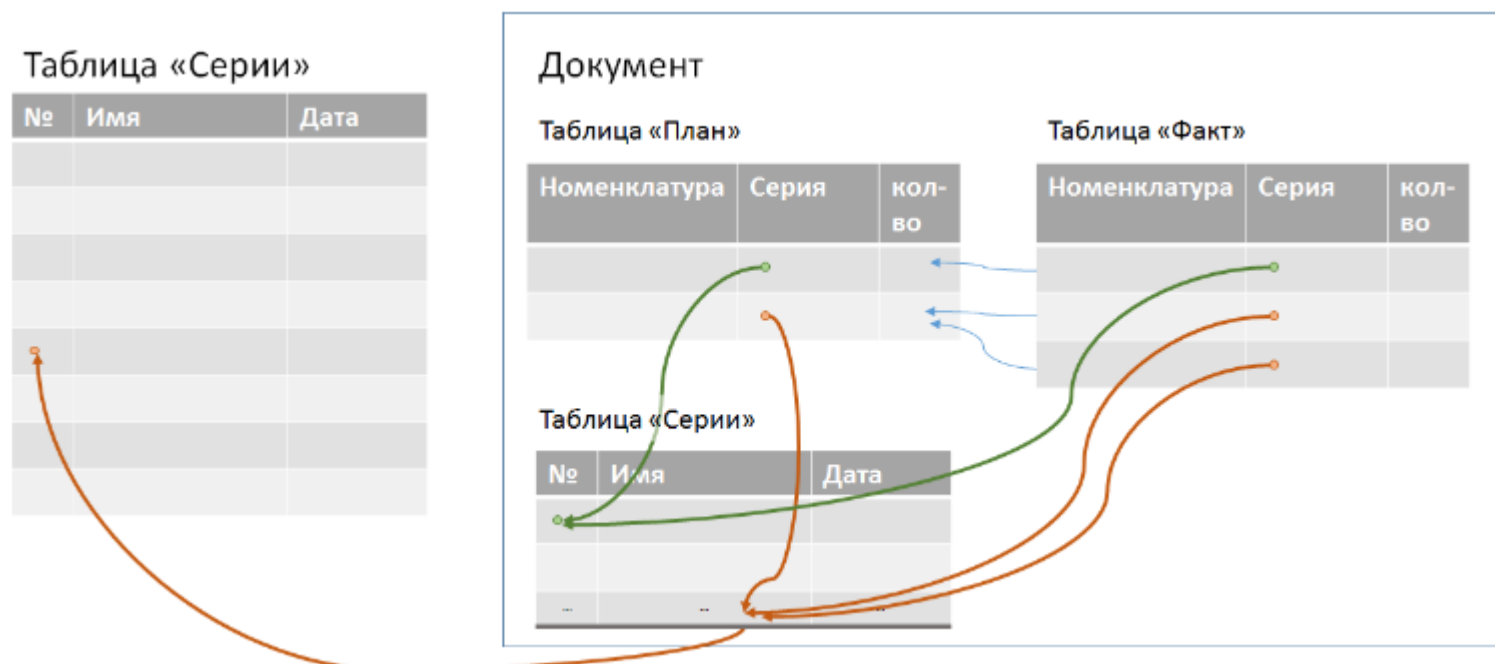 Таблица «Серии»
№ Имя Дата
Документ
Таблица «План»
Номенклатура Серия кол-
во
Таблица «Факт»
Номенклатура Серия кол-
во
Таблица «Серии»
№ Имя Дата
... .. ..